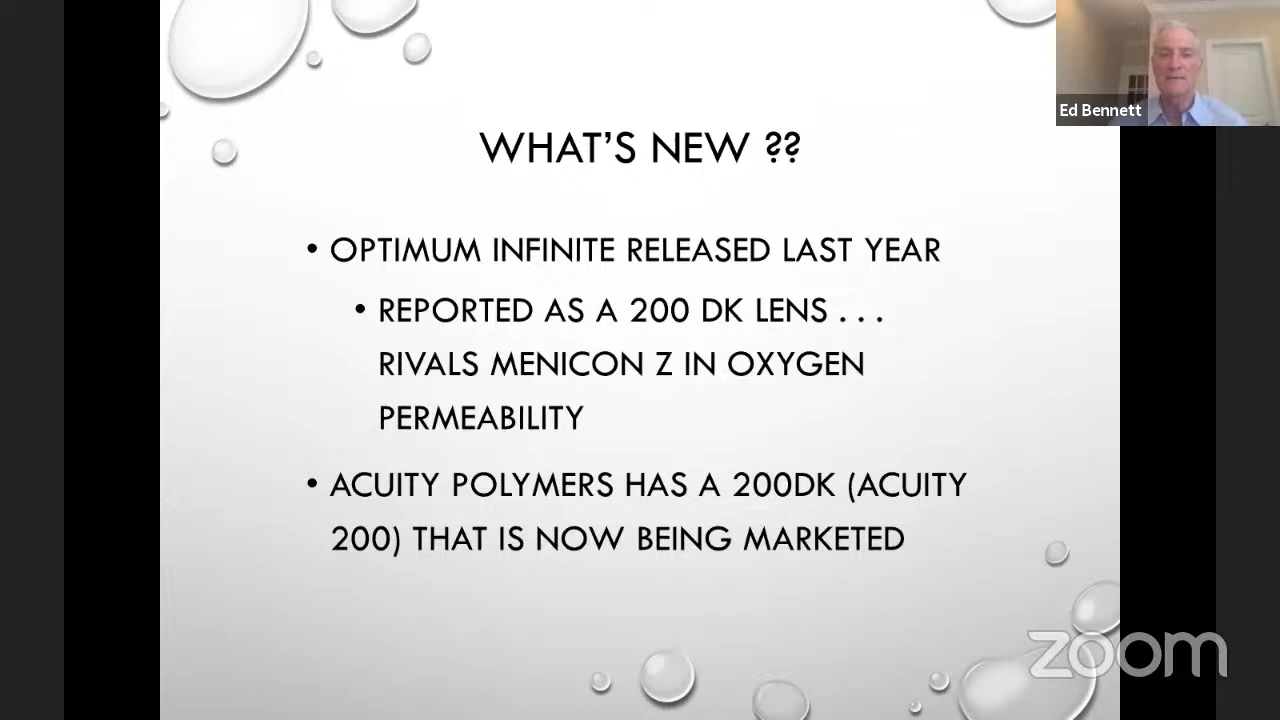 Ed Bennett
WHAT'S NEW ??
• OPTIMUM INFINITE RELEASED LAST YEAR
• REPORTED AS A 200 DK LENS . . .
RIVALS MENICON Z IN OXYGEN
PERMEABILITY
• ACUITY POLYMERS HAS A 200DK (ACUITY
200) THAT IS NOW BEING MARKETED
zoom